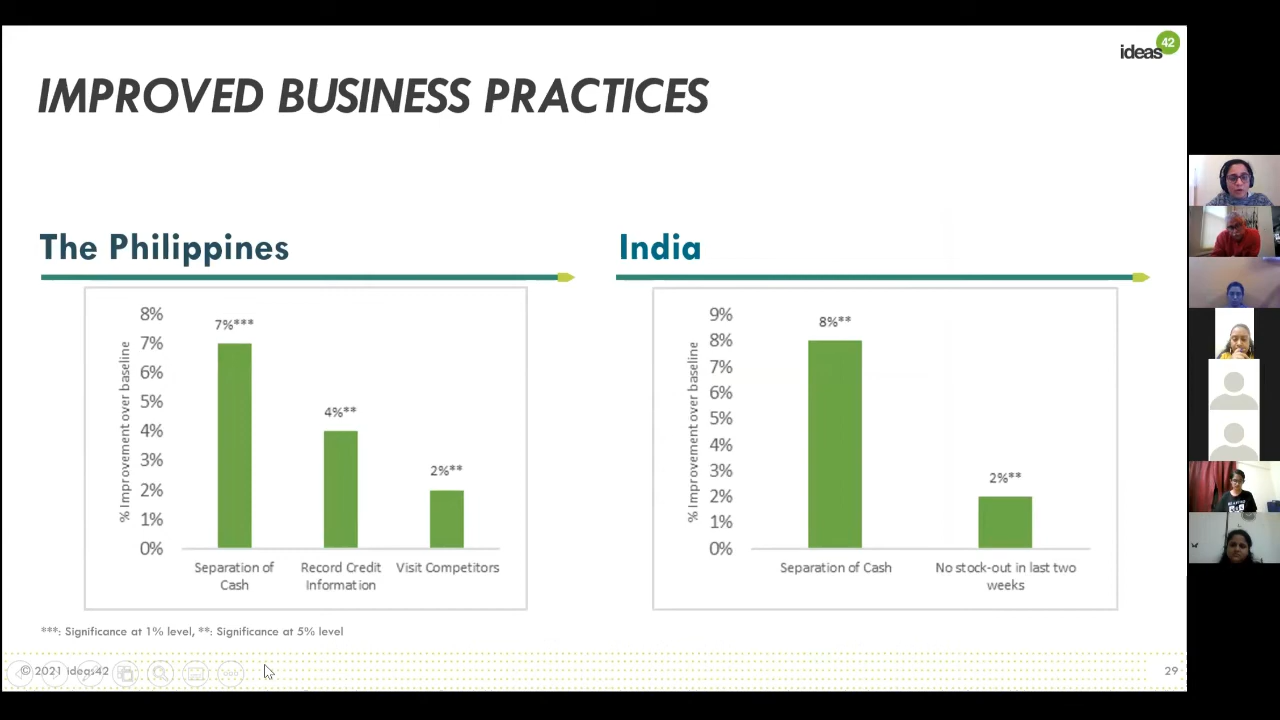 ideas42
IMPROVED BUSINESS PRACTICES
The Philippines
% Improvement over baseline
8%
7%
6%
5%
4%
3%
2%
1%
0%
7%***
4%**
2%**
Separation of
Cash
Record Credit
Information
Visit Competitors
India
% Improvement over baseline
9%
8%
7%
6%
5%
4%
3%
2%
1%
0%
8%**
2%**
Separation of Cash
No stock-out in last two
weeks
***: Significance at 1% level, **: Significance at 5% level
© 2021 ideas42
29